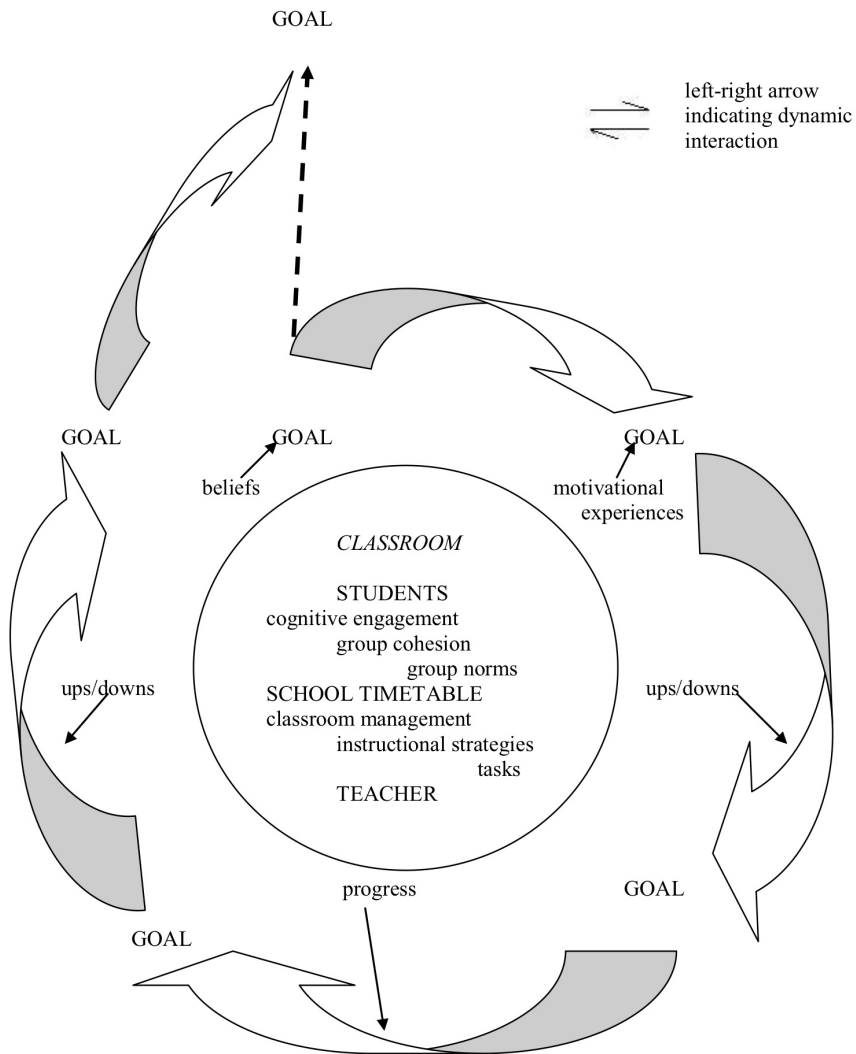 GOAL
left-right arrow
indicating dynamic
interaction
GOAL
GOAL
GOAL
beliefs
motivational
experiences
CLASSROOM
STUDENTS
cognitive engagement
group cohesion
group norms
ups/downs
SCHOOL TIMETABLE
ups/downs
classroom management
instructional strategies
tasks
TEACHER
progress
GOAL
GOAL